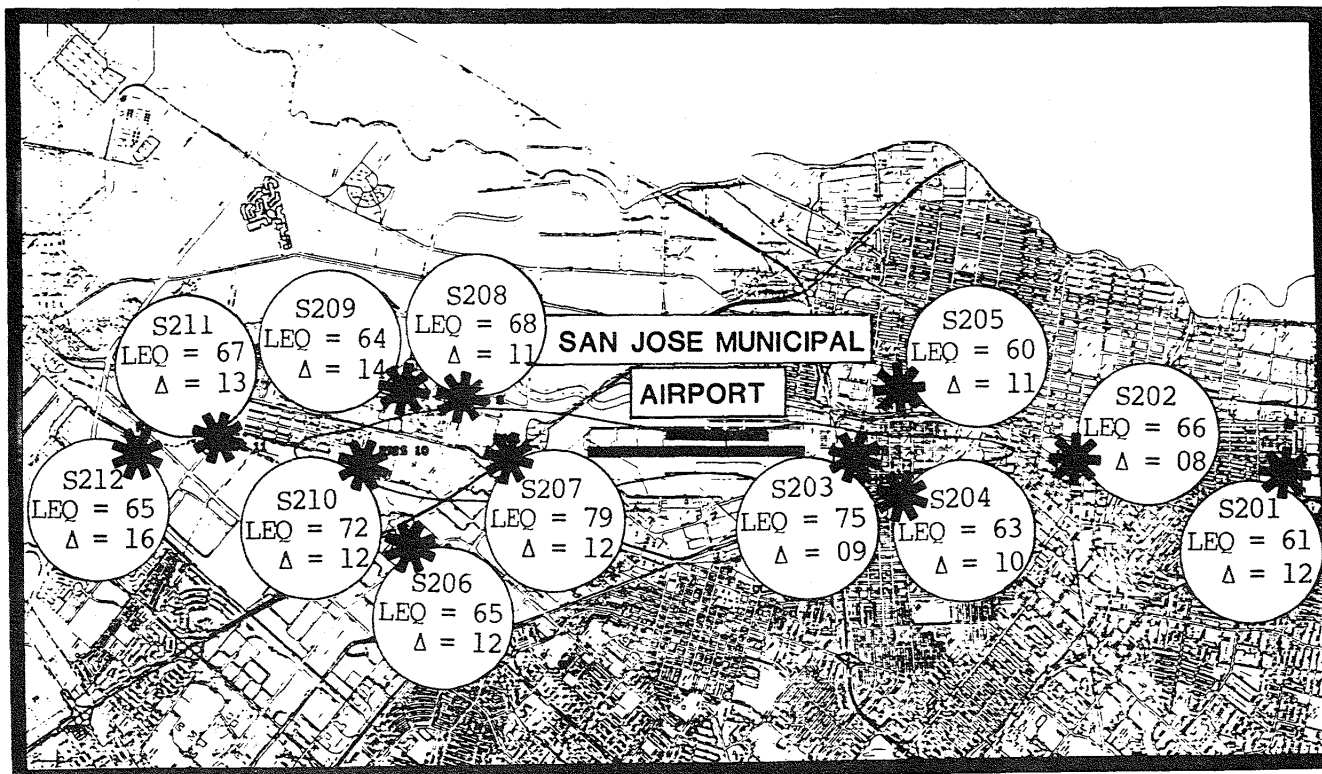 S208
LEQ = 68
Δ = 11
S209
LEQ = 64
Δ = 14
S211
LEQ = 67
Δ = 13
SAN JOSE MUNICIPAL
AIRPORT
S205
LEQ = 60
Δ = 11
S202
LEQ = 66
Δ = 08
S212
LEQ = 65
Δ = 16
S210
LEQ = 72
Δ = 12
S207
LEQ = 79
Δ = 12
S203
LEQ = 75
Δ = 09
S204
LEQ = 63
Δ = 10
S201
LEQ = 61
Δ = 12
S206
LEQ = 65
Δ = 12